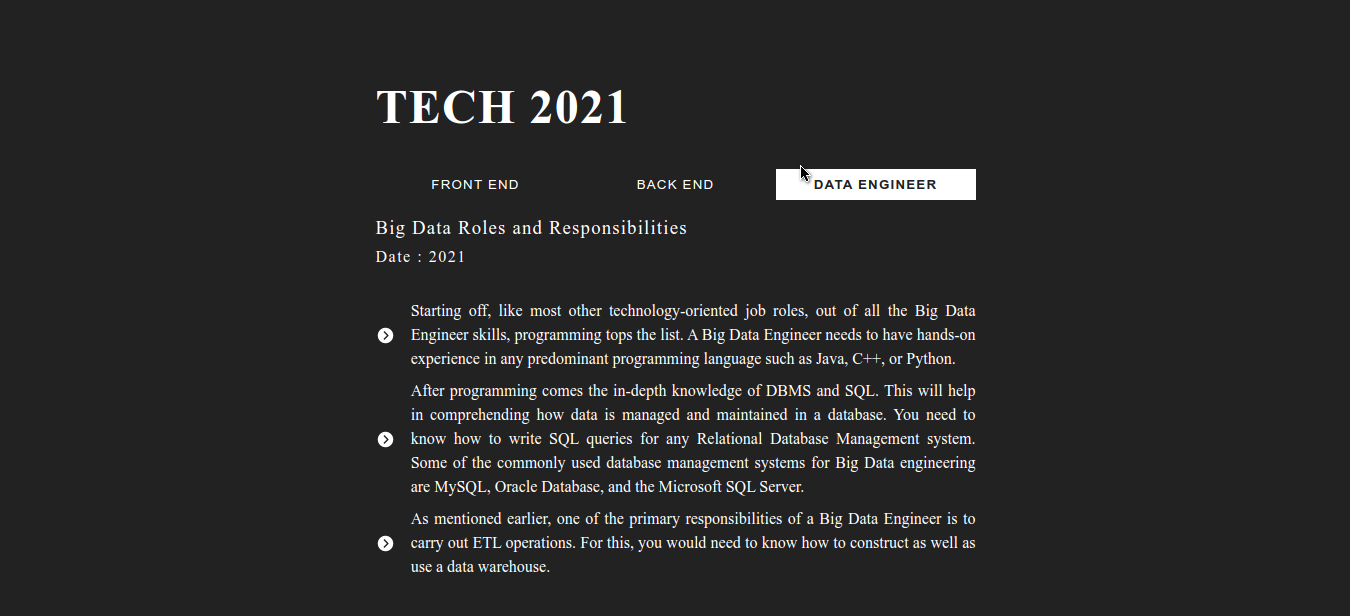 TECH 2021
FRONT END
BACK END
DATA ENGINEER
Big Data Roles and Responsibilities
Date : 2021
Starting off, like most other technology-oriented job roles, out of all the Big Data
Engineer skills, programming tops the list. A Big Data Engineer needs to have hands-on
experience in any predominant programming language such as Java, C++, or Python.
After programming comes the in-depth knowledge of DBMS and SQL. This will help
in comprehending how data is managed and maintained in a database. You need to
know how to write SQL queries for any Relational Database Management system.
Some of the commonly used database management systems for Big Data engineering
are MySQL, Oracle Database, and the Microsoft SQL Server.
As mentioned earlier, one of the primary responsibilities of a Big Data Engineer is to
carry out ETL operations. For this, you would need to know how to construct as well as
use a data warehouse.